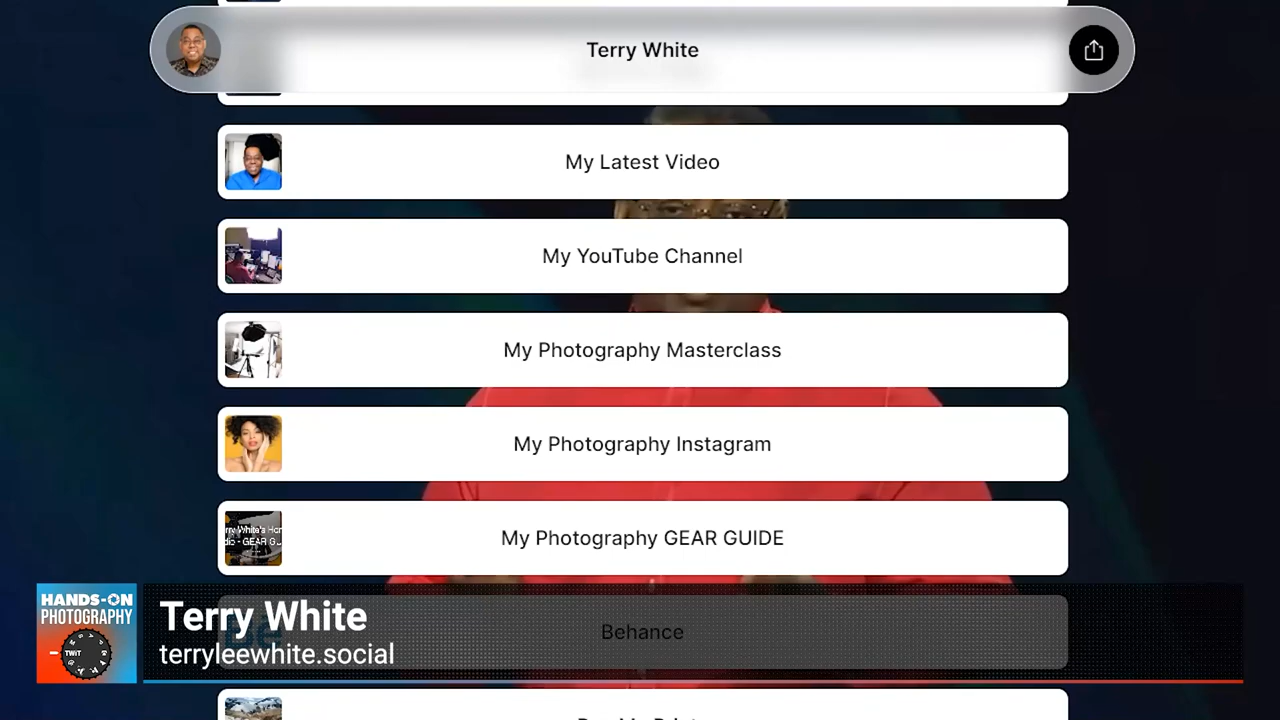 Terry White
My Latest Video
My YouTube Channel
My Photography Masterclass
My Photography Instagram
My Photography GEAR GUIDE
Behance
HANDS-ON
PHOTOGRAPHY
TWiT
Terry White
terryleewhite.social